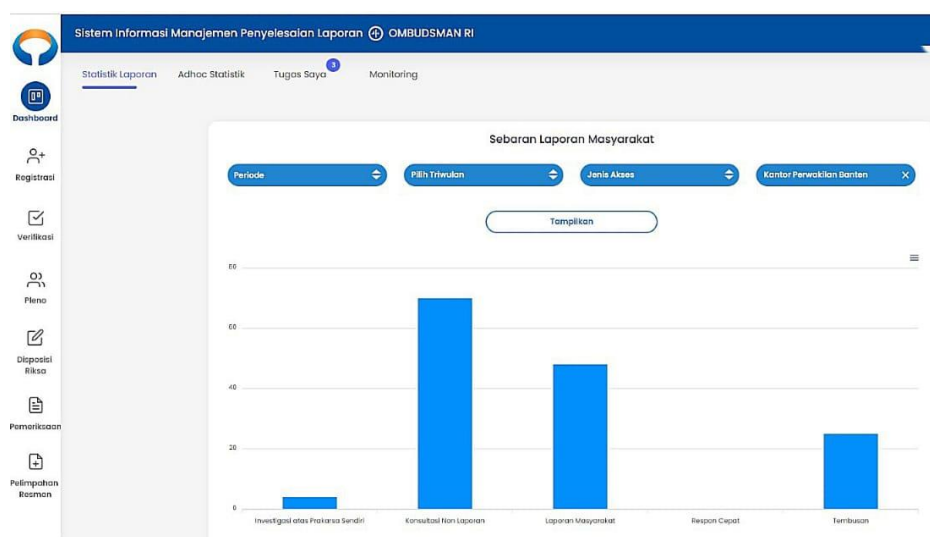 Sistem Informasi Manajemen Penyelesaian Laporan OMBUDSMAN RI
Statistik Laporan Adhoc Statistik Tugas Saya 3 Monitoring
Dashboard
Registrasi
Verifikasi
Pleno
Disposisi
Riksa
Pemeriksaan
Pelimpahan
Resmon
Sebaran Laporan Masyarakat
Periode Pilih Triwulan Jenis Akses Kantor Perwakilan Banten
Tampilkan
80
60
40
20
0
Investigasi atas Prakarsa Sendiri Konsultasi Non Laporan Laporan Masyarakat Respon Cepat Tembusan